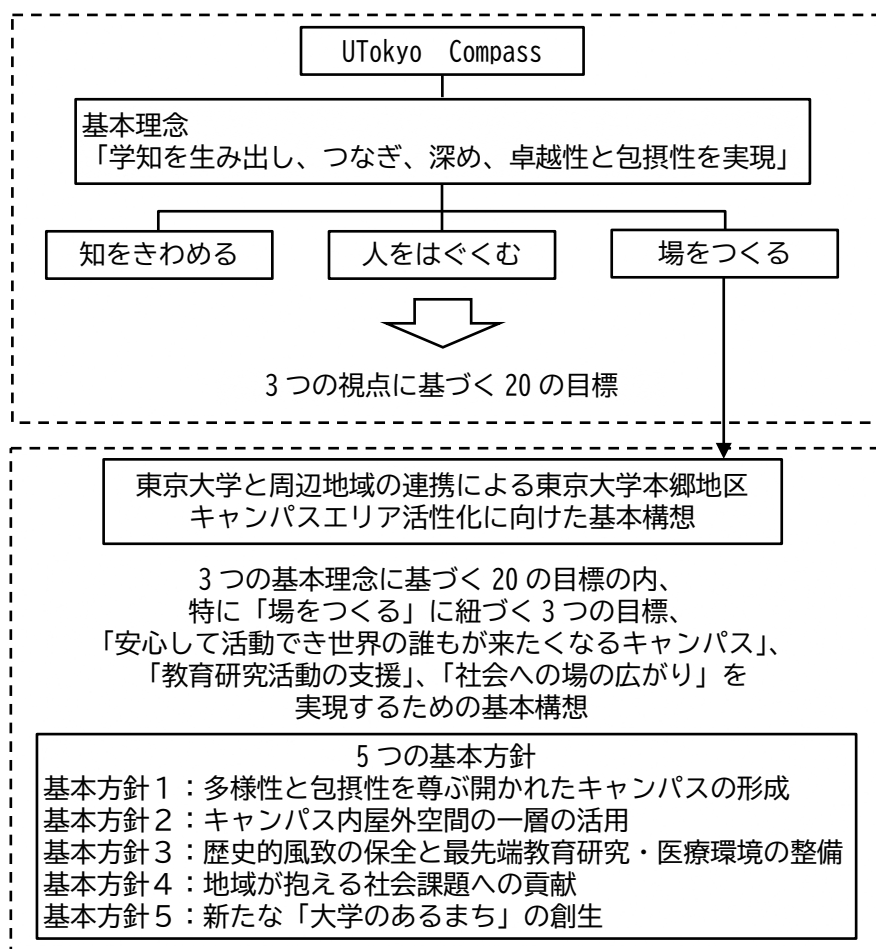 UTokyo Compass
基本理念
「学知を生み出し、つなぎ、深め、卓越性と包摂性を実現」
知をきわめる
人をはぐくむ
場をつくる
3つの視点に基づく20の目標
東京大学と周辺地域の連携による東京大学本郷地区
キャンパスエリア活性化に向けた基本構想
3つの基本理念に基づく20の目標の内、
特に「場をつくる」に紐づく3つの目標、
「安心して活動でき世界の誰もが来たくなるキャンパス」、
「教育研究活動の支援」、「社会への場の広がり」を
実現するための基本構想
5つの基本方針
基本方針1：多様性と包摂性を尊ぶ開かれたキャンパスの形成
基本方針2：キャンパス内屋外空間の一層の活用
基本方針3：歴史的風致の保全と最先端教育研究・医療環境の整備
基本方針4：地域が抱える社会課題への貢献
基本方針5：新たな「大学のあるまち」の創生